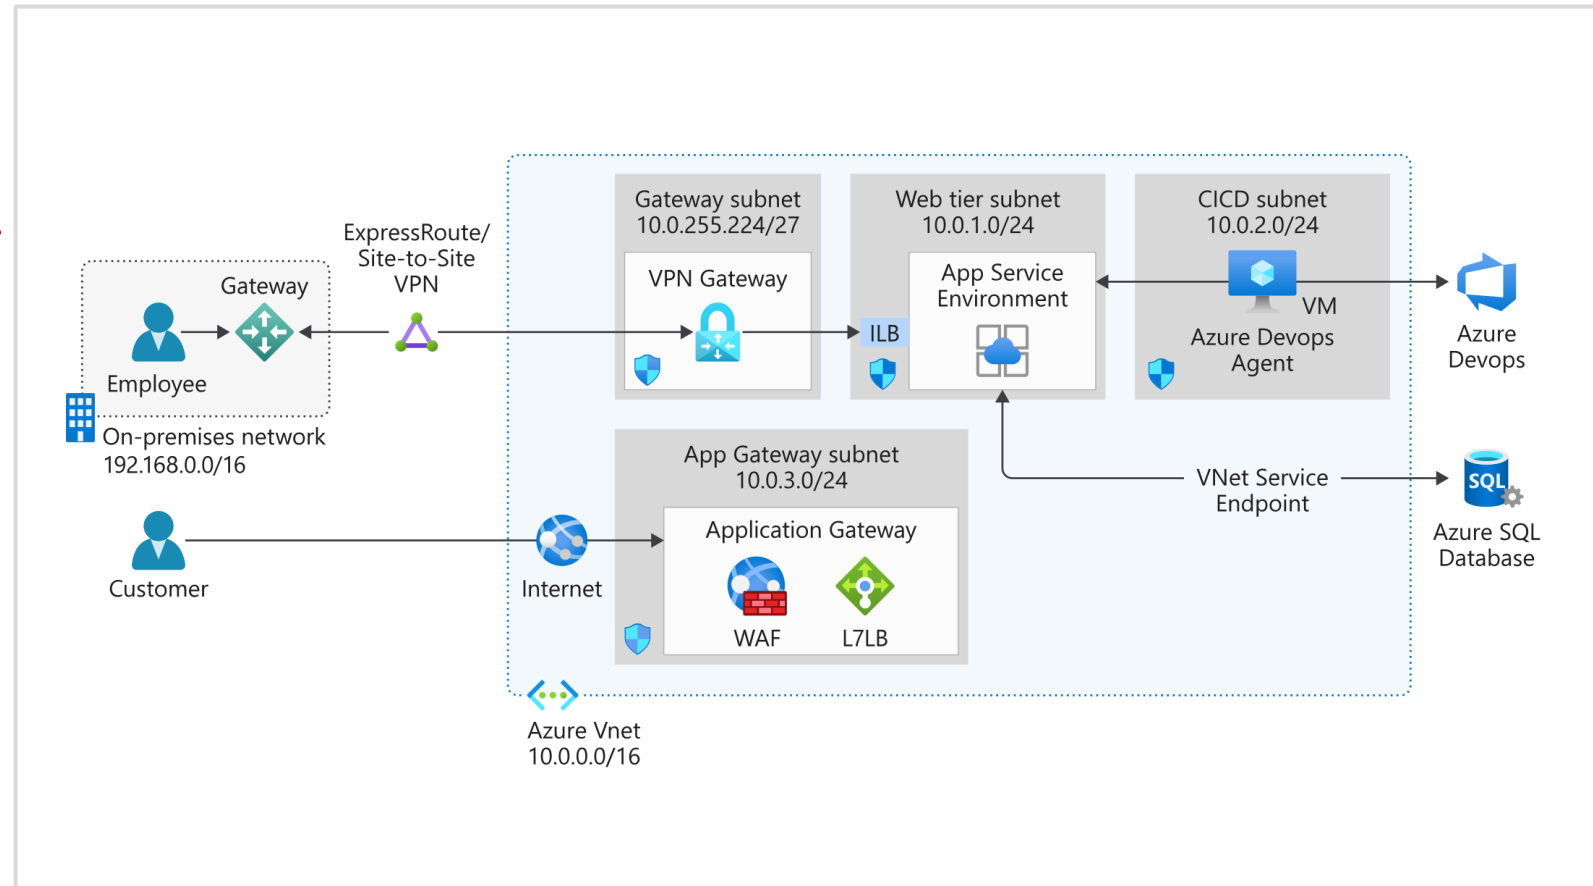 Gateway subnet
10.0.255.224/27
Web tier subnet
10.0.1.0/24
CICD subnet
10.0.2.0/24
ExpressRoute/
Site-to-Site
VPN
Gateway
VPN Gateway
App Service
Environment
ILB
VM
Azure Devops
Agent
Azure
Devops
Employee
On-premises network
192.168.0.0/16
App Gateway subnet
10.0.3.0/24
VNet Service
Endpoint
SQL
Azure SQL
Database
Application Gateway
Customer
Internet
WAF
L7LB
Azure Vnet
10.0.0.0/16